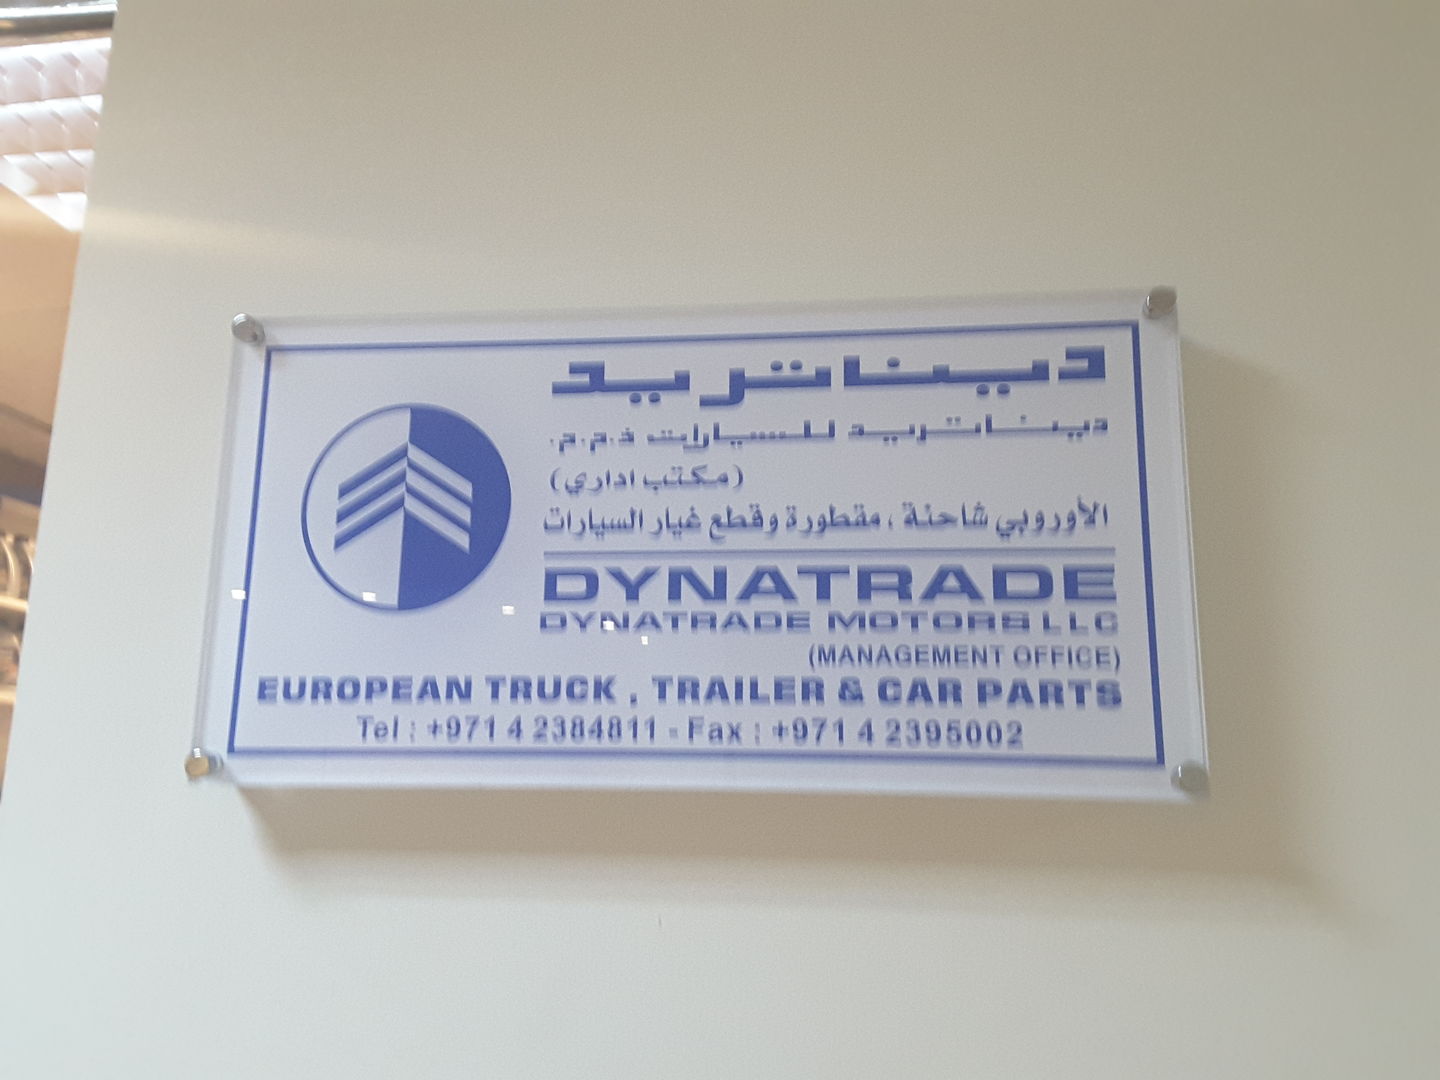 ديناتريد
ديناتريد للسيارات ذ.م.م.
(مكتب اداري)
الأوروبي شاحنة ، مقطورة وقطع غيار السيارات
DYNATRADE
DYNATRADE MOTORS LLC
(MANAGEMENT OFFICE)
EUROPEAN TRUCK , TRAILER & CAR PARTS
Tel : +971 4 2384811 - Fax : +971 4 2395002